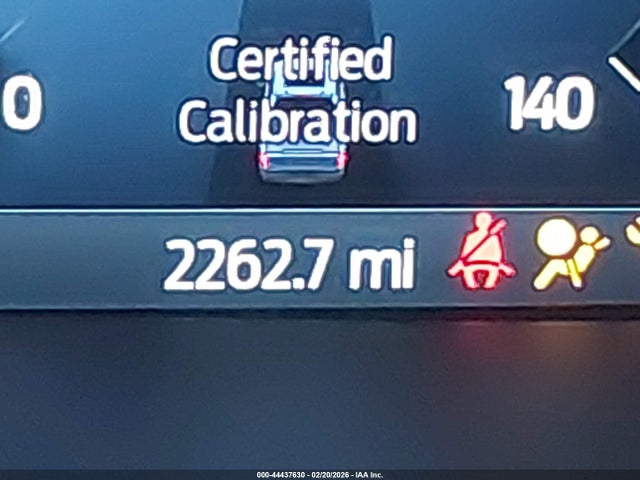 Certified
0
Calibration
140
2262.7 mi
000-44437630 - 02/20/2026 - IAA Inc.